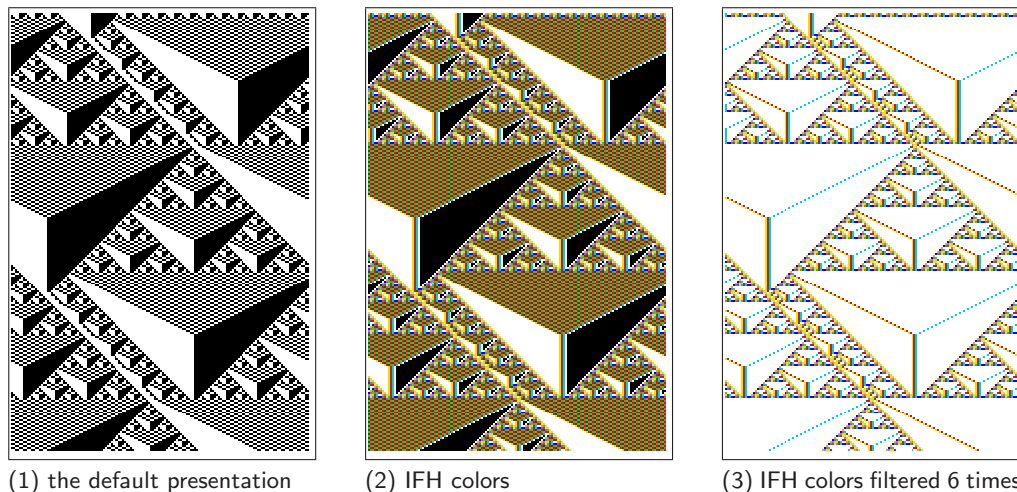 (1) the default presentation
(2) IFH colors
(3) IFH colors filtered 6 times